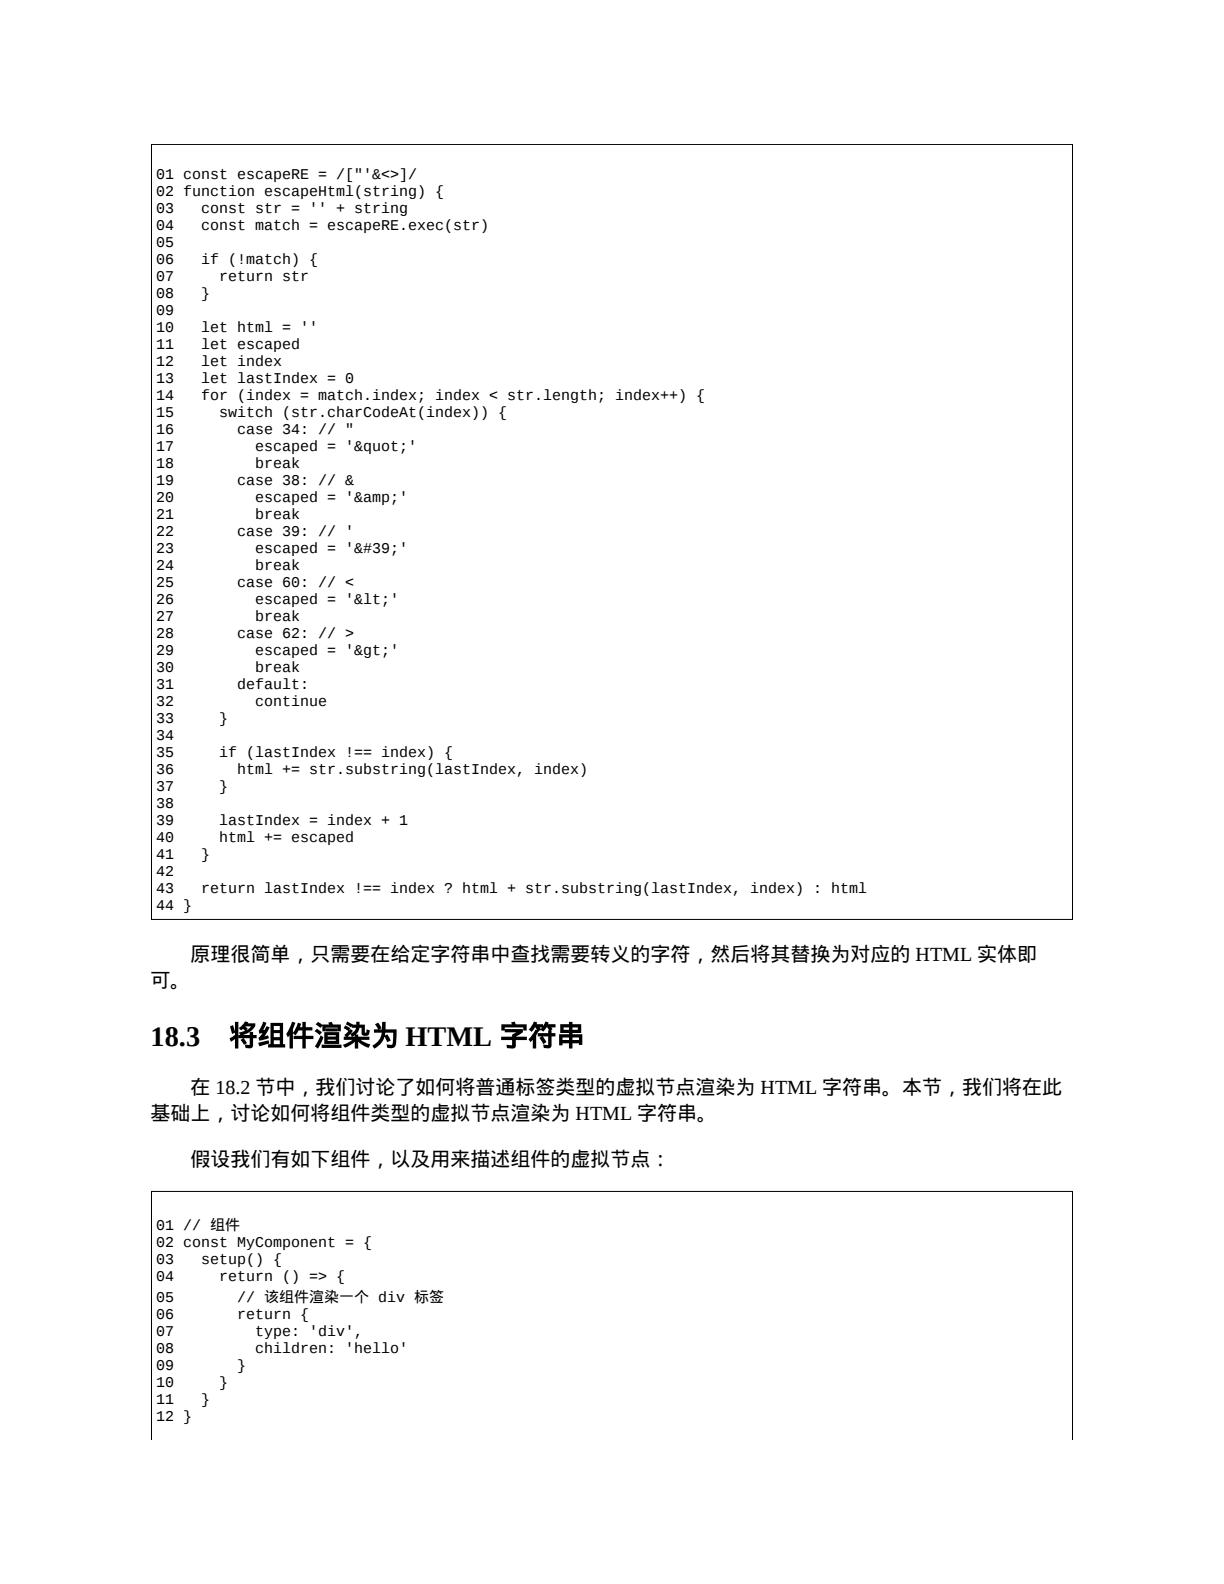 01 const escapeRE = /["'&<>]/
02 function escapeHtml(string) {
03   const str = '' + string
04   const match = escapeRE.exec(str)
05
06   if (!match) {
07     return str
08   }
09
10   let html = ''
11   let escaped
12   let index
13   let lastIndex = 0
14   for (index = match.index; index < str.length; index++) {
15     switch (str.charCodeAt(index)) {
16       case 34: // "
17         escaped = '&quot;'
18         break
19       case 38: // &
20         escaped = '&amp;'
21         break
22       case 39: // '
23         escaped = '&#39;'
24         break
25       case 60: // <
26         escaped = '&lt;'
27         break
28       case 62: // >
29         escaped = '&gt;'
30         break
31       default:
32         continue
33     }
34
35     if (lastIndex !== index) {
36       html += str.substring(lastIndex, index)
37     }
38
39     lastIndex = index + 1
40     html += escaped
41   }
42
43   return lastIndex !== index ? html + str.substring(lastIndex, index) : html
44 }
原理很简单，只需要在给定字符串中查找需要转义的字符，然后将其替换为对应的 HTML 实体即
可。
18.3 将组件渲染为 HTML 字符串
在 18.2 节中，我们讨论了如何将普通标签类型的虚拟节点渲染为 HTML 字符串。本节，我们将在此
基础上，讨论如何将组件类型的虚拟节点渲染为 HTML 字符串。
假设我们有如下组件，以及用来描述组件的虚拟节点：
01 // 组件
02 const MyComponent = {
03   setup() {
04     return () => {
05       // 该组件渲染一个 div 标签
06       return {
07         type: 'div',
08         children: 'hello'
09       }
10     }
11   }
12 }